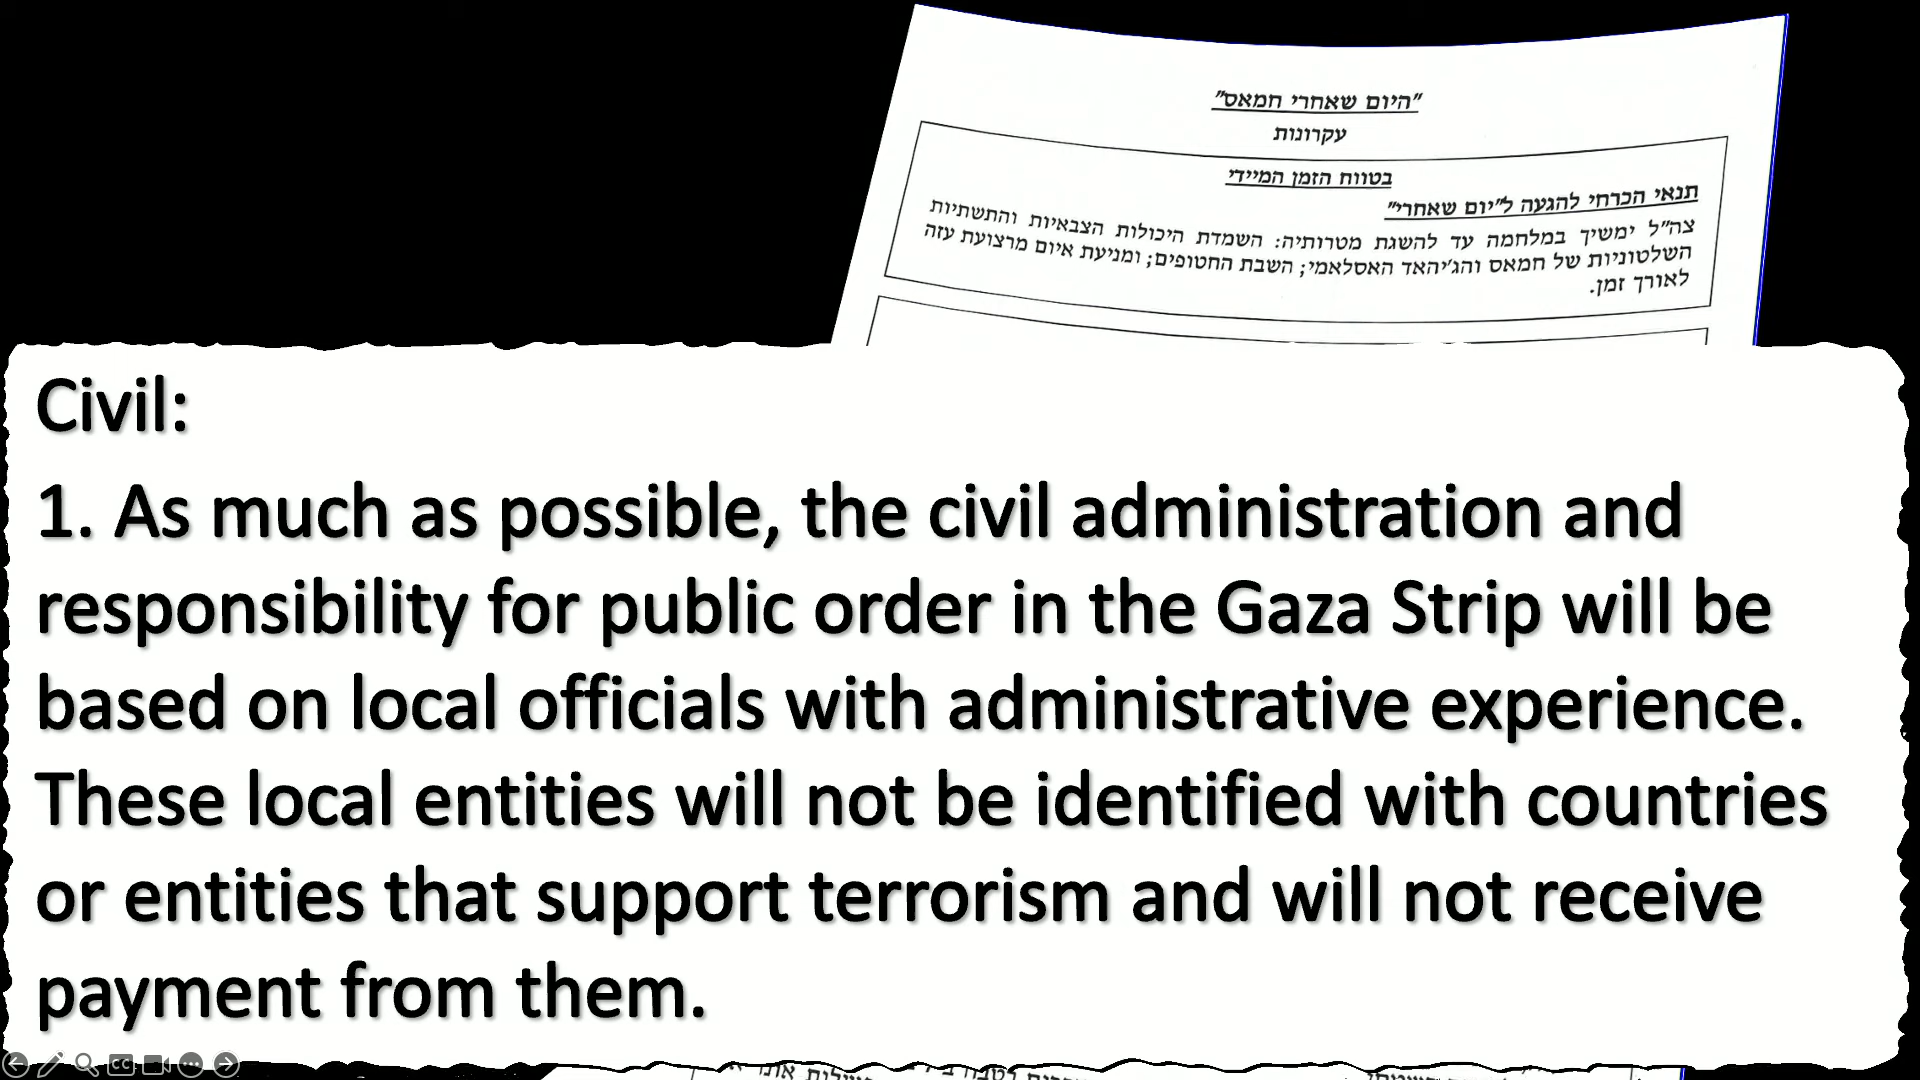 "היום שאחרי חמאס"
עקרונות
בטווח הזמן המיידי
תנאי הכרחי להגעה ל"יום שאחרי"
צה"ל ימשיך במלחמה עד להשגת מטרותיה: השמדת היכולות הצבאיות והתשתיות
השלטוניות של חמאס והג'יהאד האסלאמי; השבת החטופים; ומניעת איום מרצועת עזה
לאורך זמן.
Civil:
1. As much as possible, the civil administration and
responsibility for public order in the Gaza Strip will be
based on local officials with administrative experience.
These local entities will not be identified with countries
or entities that support terrorism and will not receive
payment from them.
CC